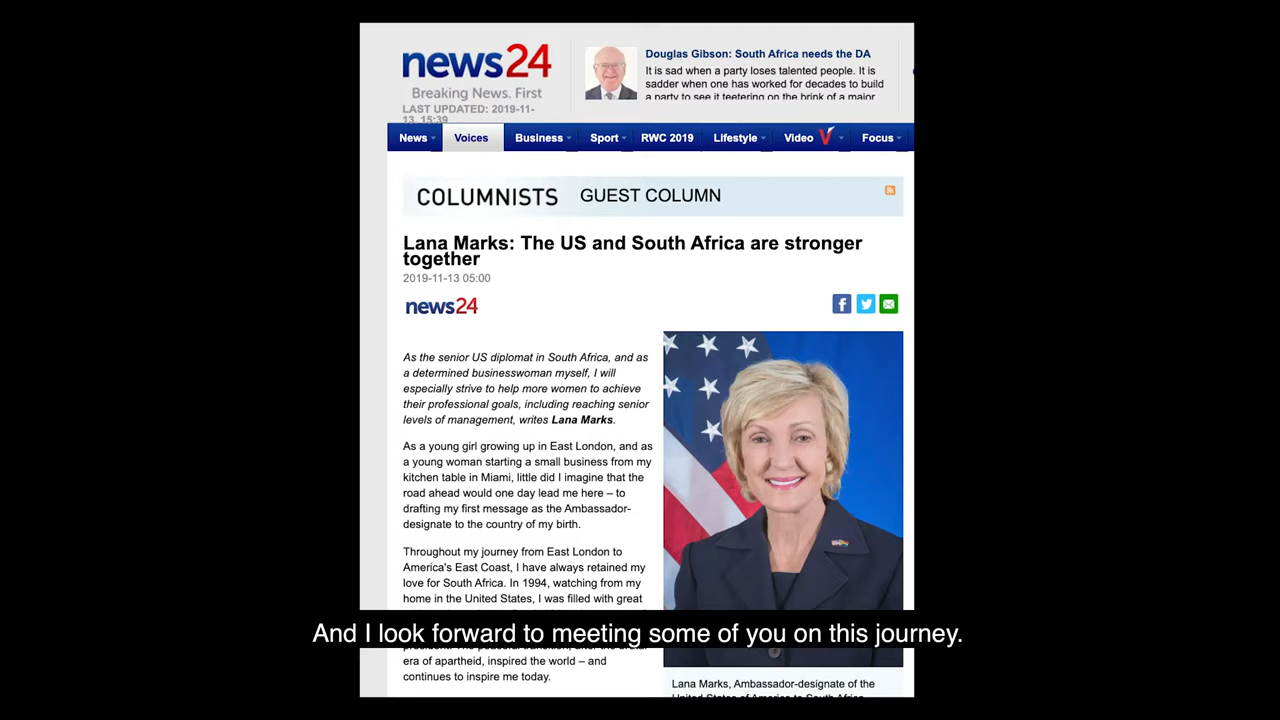 news24
Breaking News. First
LAST UPDATED: 2019-11-
13, 15:39
Douglas Gibson: South Africa needs the DA
It is sad when a party loses talented people. It is
sadder when one has worked for decades to build
a party to see it teetering on the brink of a major
News
Voices
Business
Sport
RWC 2019
Lifestyle
Video
Focus
COLUMNISTS GUEST COLUMN
Lana Marks: The US and South Africa are stronger
together
2019-11-13 05:00
news24
As the senior US diplomat in South Africa, and as
a determined businesswoman myself, I will
especially strive to help more women to achieve
their professional goals, including reaching senior
levels of management, writes Lana Marks.
As a young girl growing up in East London, and as
a young woman starting a small business from my
kitchen table in Miami, little did I imagine that the
road ahead would one day lead me here – to
drafting my first message as the Ambassador-
designate to the country of my birth.
Throughout my journey from East London to
America's East Coast, I have always retained my
love for South Africa. In 1994, watching from my
home in the United States, I was filled with great
era of apartheid, inspired the world – and
continues to inspire me today.
Lana Marks, Ambassador-designate of the
United States of America to South Africa
And I look forward to meeting some of you on this journey.